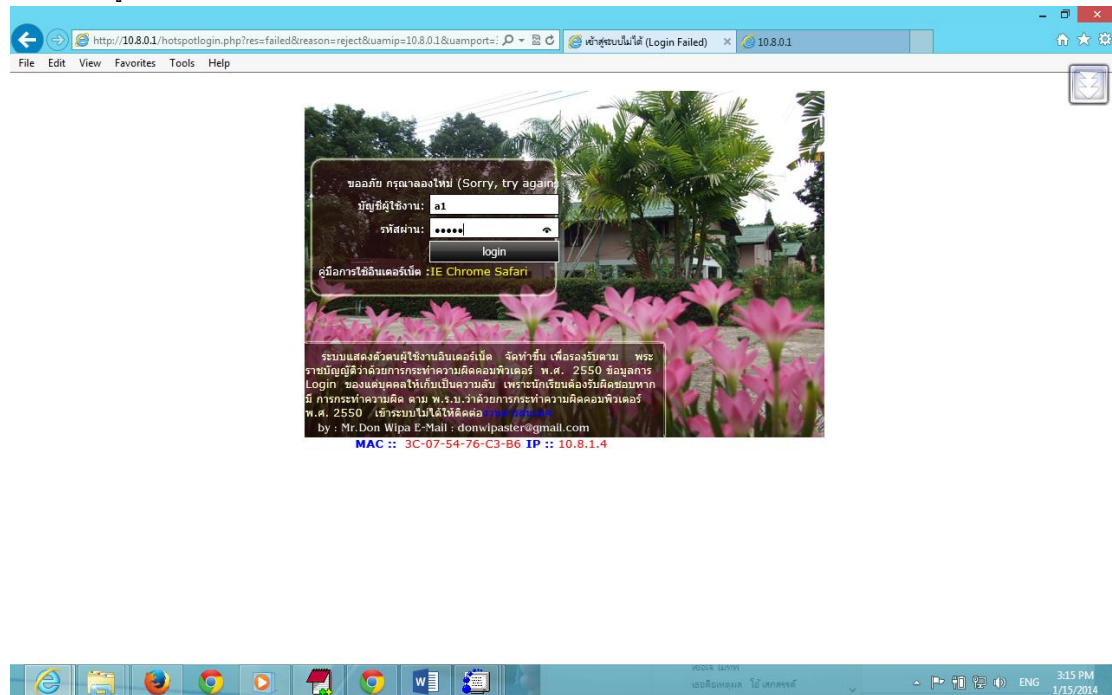 http://10.8.0.1/hotspotlogin.php?res=failed&reason=reject&uamip=10.8.0.1&uamport=
เข้าสู่ระบบไม่ได้ (Login Failed)
10.8.0.1
File Edit View Favorites Tools Help
ขออภัย กรุณาลองใหม่ (Sorry, try again)
บัญชีผู้ใช้งาน: a1
รหัสผ่าน: •••••
login
คู่มือการใช้อินเตอร์เน็ต :IE Chrome Safari
ระบบแสดงตัวตนผู้ใช้งานอินเตอร์เน็ต จัดทำขึ้น เพื่อรองรับตาม พระ
ราชบัญญัติว่าด้วยการกระทำความผิดคอมพิวเตอร์ พ.ศ. 2550 ข้อมูลการ
Login ของแต่บุคคลให้เก็บเป็นความลับ เพราะนักเรียนต้องรับผิดชอบหาก
มี การกระทำความผิด ตาม พ.ร.บ.ว่าด้วยการกระทำความผิดคอมพิวเตอร์
พ.ศ. 2550 เข้าระบบไม่ได้ให้ติดต่อ
by : Mr.Don Wipa E-Mail : donwipaster@gmail.com
MAC :: 3C-07-54-76-C3-B6 IP :: 10.8.1.4
ENG
3:15 PM
1/15/2014